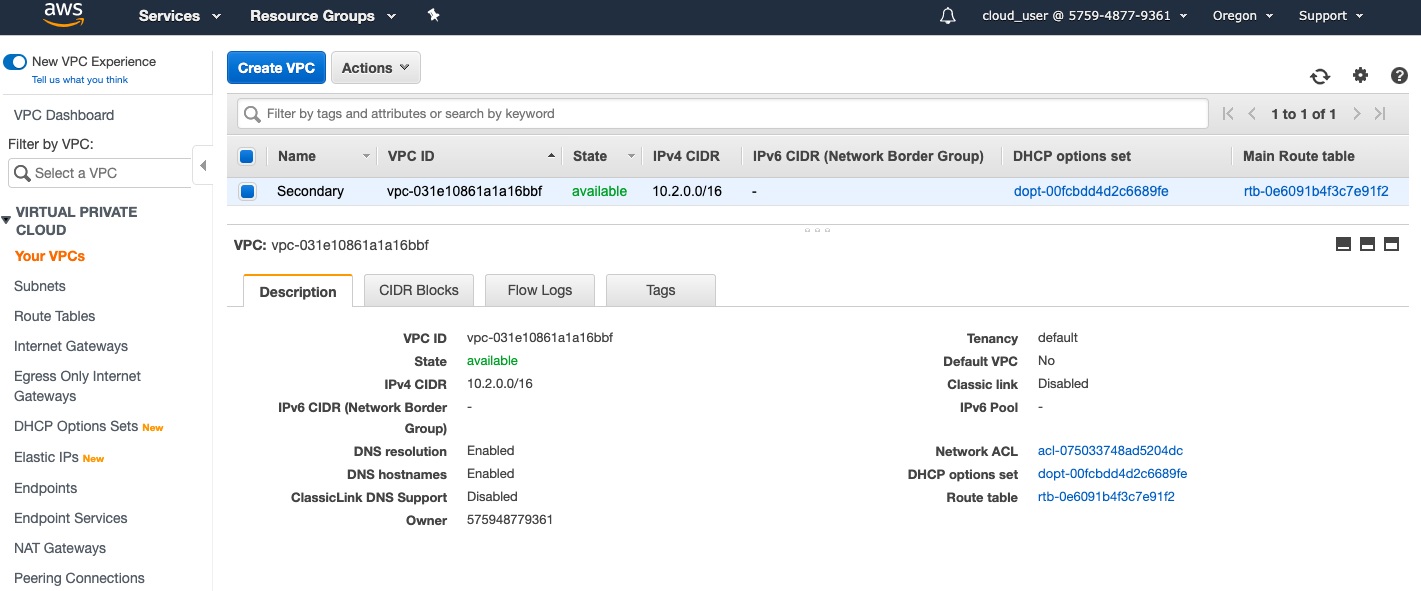 aws Services Resource Groups cloud_user @ 5759-4877-9361 Oregon Support
New VPC Experience
Tell us what you think
VPC Dashboard
Filter by VPC:
Select a VPC
VIRTUAL PRIVATE
CLOUD
Your VPCs
Subnets
Route Tables
Internet Gateways
Egress Only Internet
Gateways
DHCP Options Sets New
Elastic IPs New
Endpoints
Endpoint Services
NAT Gateways
Peering Connections
Create VPC Actions
Filter by tags and attributes or search by keyword
1 to 1 of 1
Name VPC ID State IPv4 CIDR IPv6 CIDR (Network Border Group) DHCP options set Main Route table
Secondary vpc-031e10861a1a16bbf available 10.2.0.0/16 - dopt-00fcbdd4d2c6689fe rtb-0e6091b4f3c7e91f2
VPC: vpc-031e10861a1a16bbf
Description CIDR Blocks Flow Logs Tags
VPC ID vpc-031e10861a1a16bbf
State available
IPv4 CIDR 10.2.0.0/16
IPv6 CIDR (Network Border -
Group)
DNS resolution Enabled
DNS hostnames Enabled
ClassicLink DNS Support Disabled
Owner 575948779361
Tenancy default
Default VPC No
Classic link Disabled
IPv6 Pool -
Network ACL acl-075033748ad5204dc
DHCP options set dopt-00fcbdd4d2c6689fe
Route table rtb-0e6091b4f3c7e91f2